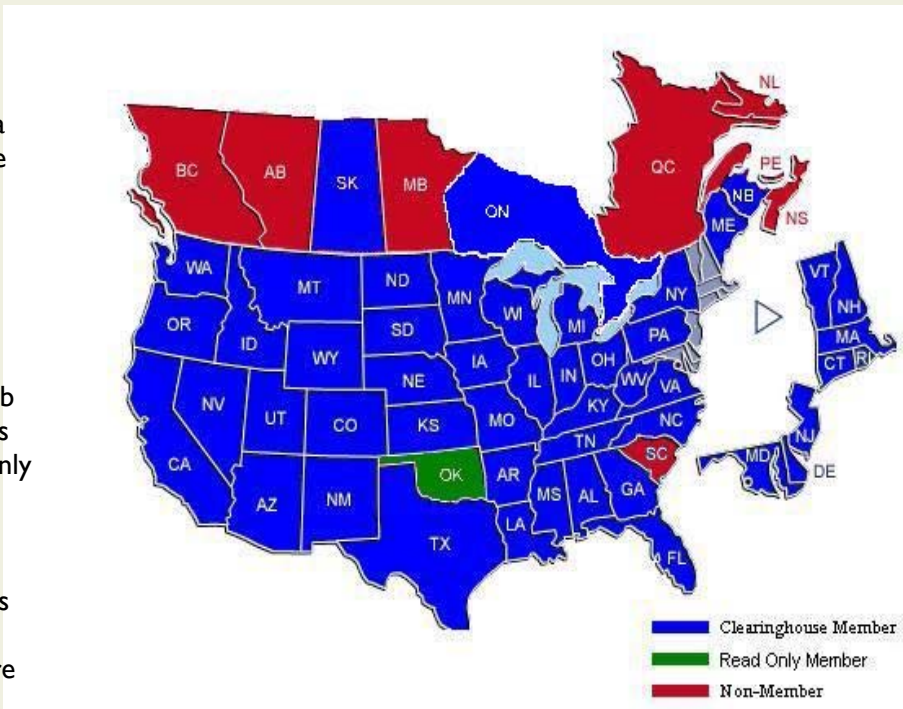 a
e
b
s
nly
s
e
NL
BC
AB
SK
MB
ON
QC
PE
NB
NS
ME
WA
MT
ND
MN
WI
MI
NY
VT
NH
OR
ID
SD
WY
IA
PA
MA
CT
RI
NV
UT
CO
NE
KS
IL
IN
OH
WV
VA
MO
KY
NC
TN
NJ
CA
AZ
NM
OK
AR
SC
MD
DE
MS
AL
GA
TX
LA
FL
Clearinghouse Member
Read Only Member
Non-Member